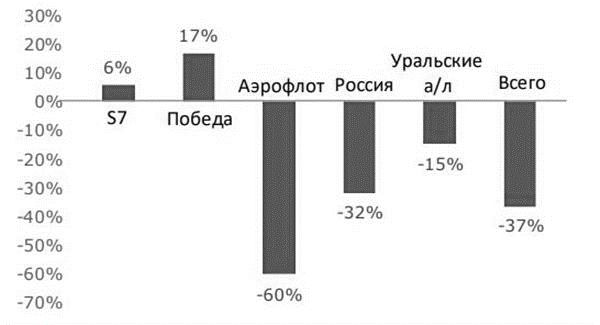 30%
20%
10%
0%
-10%
-20%
-30%
-40%
-50%
-60%
-70%
6%
S7
17%
Победа
Аэрофлот
-60%
Россия
-32%
Уральские
а/л
-15%
Всего
-37%